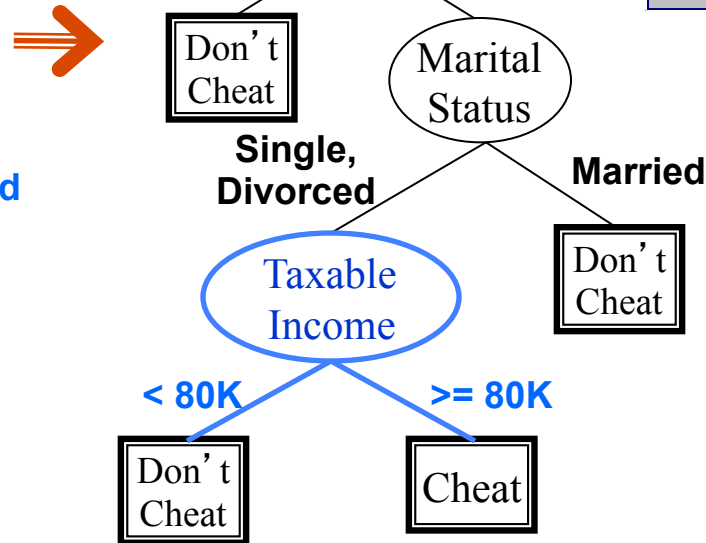 Don’t
Cheat
Marital
Status
Single,
Divorced
Married
d
Taxable
Income
Don’t
Cheat
< 80K
>= 80K
Don’t
Cheat
Cheat